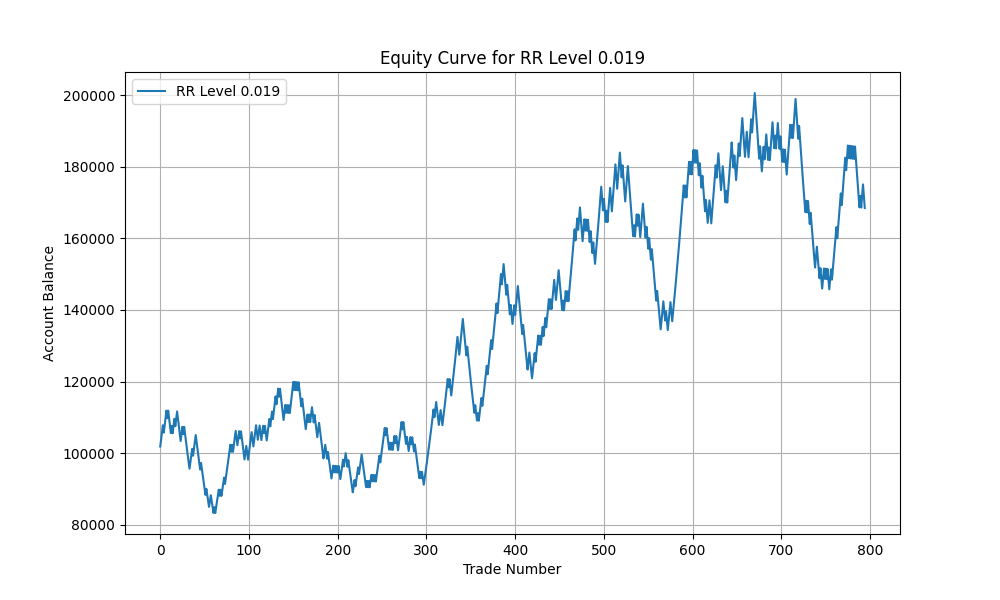 Equity Curve for RR Level 0.019
RR Level 0.019
200000
180000
160000
140000
120000
100000
80000
Account Balance
0 100 200 300 400 500 600 700 800
Trade Number